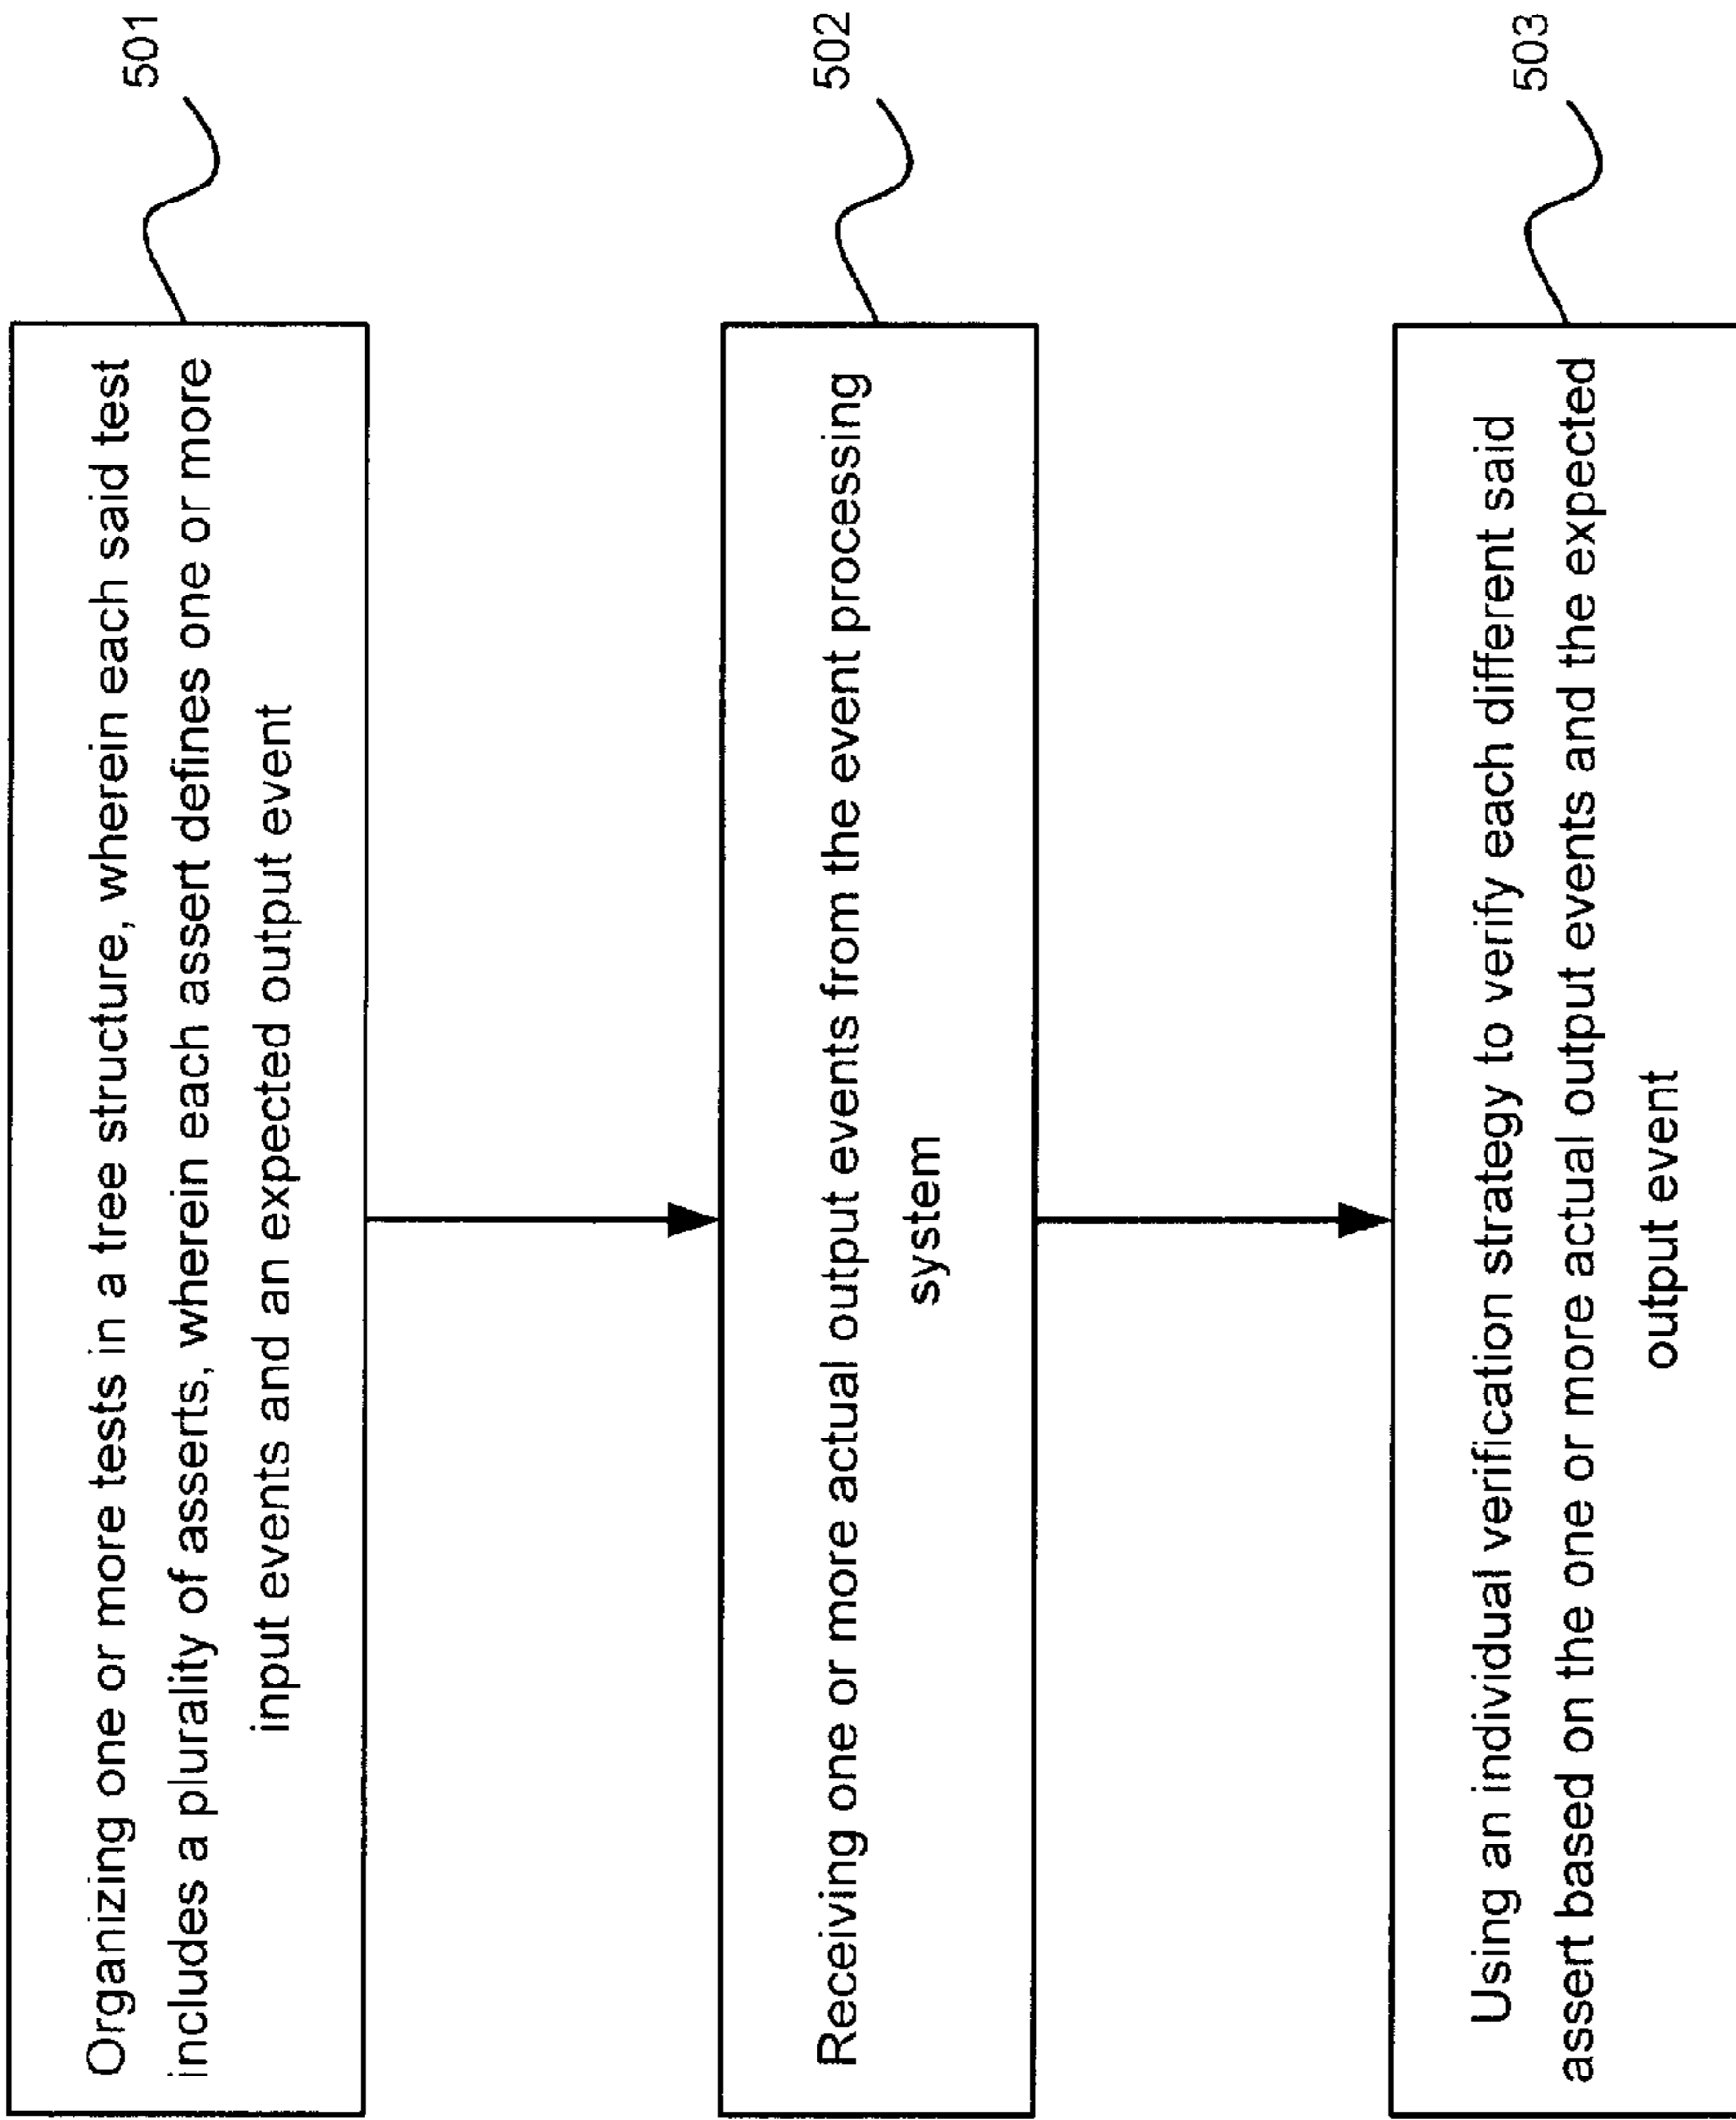 Organizing one or more tests in a tree structure, wherein each said test
includes a plurality of asserts, wherein each assert defines one or more
input events and an expected output event
501
Receiving one or more actual output events from the event processing
system
502
Using an individual verification strategy to verify each different said
assert based on the one or more actual output events and the expected
output event
503